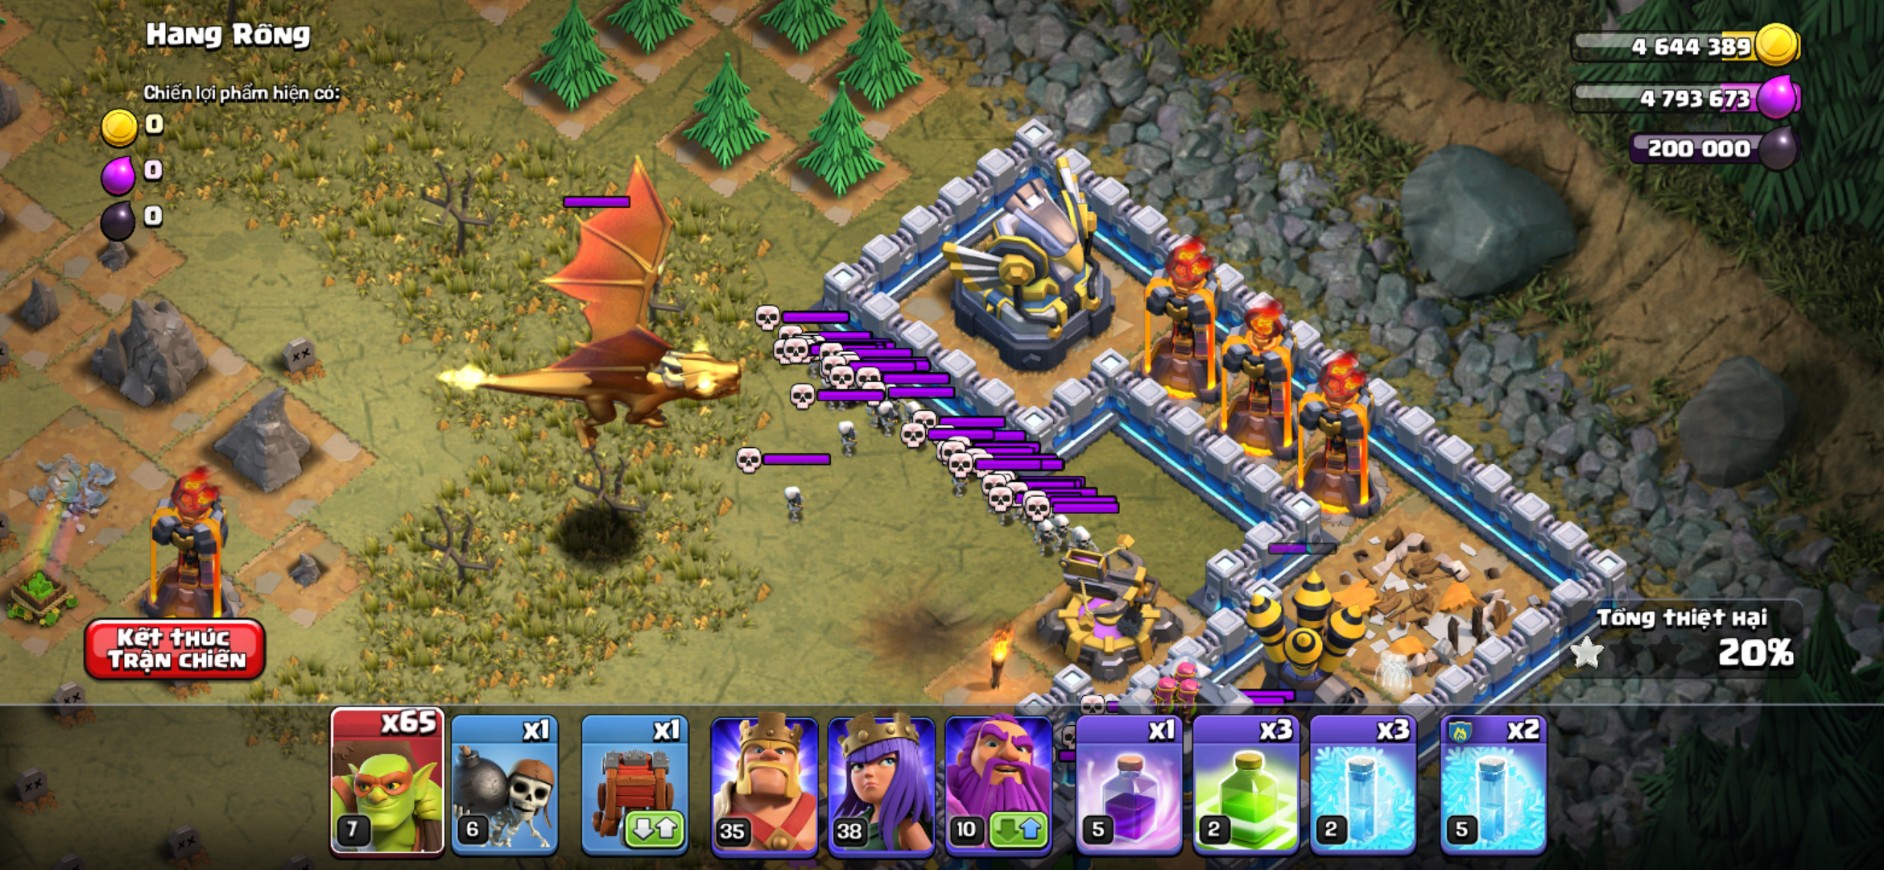 Hang Rồng
Chiến lợi phẩm hiện có:
0
0
0
4 644 389
4 793 673
200 000
Kết thúc
Trận chiến
Tổng thiệt hại
20%
x65
x1
x1
x1
x3
x3
x2
7
6
35
38
10
5
2
2
5